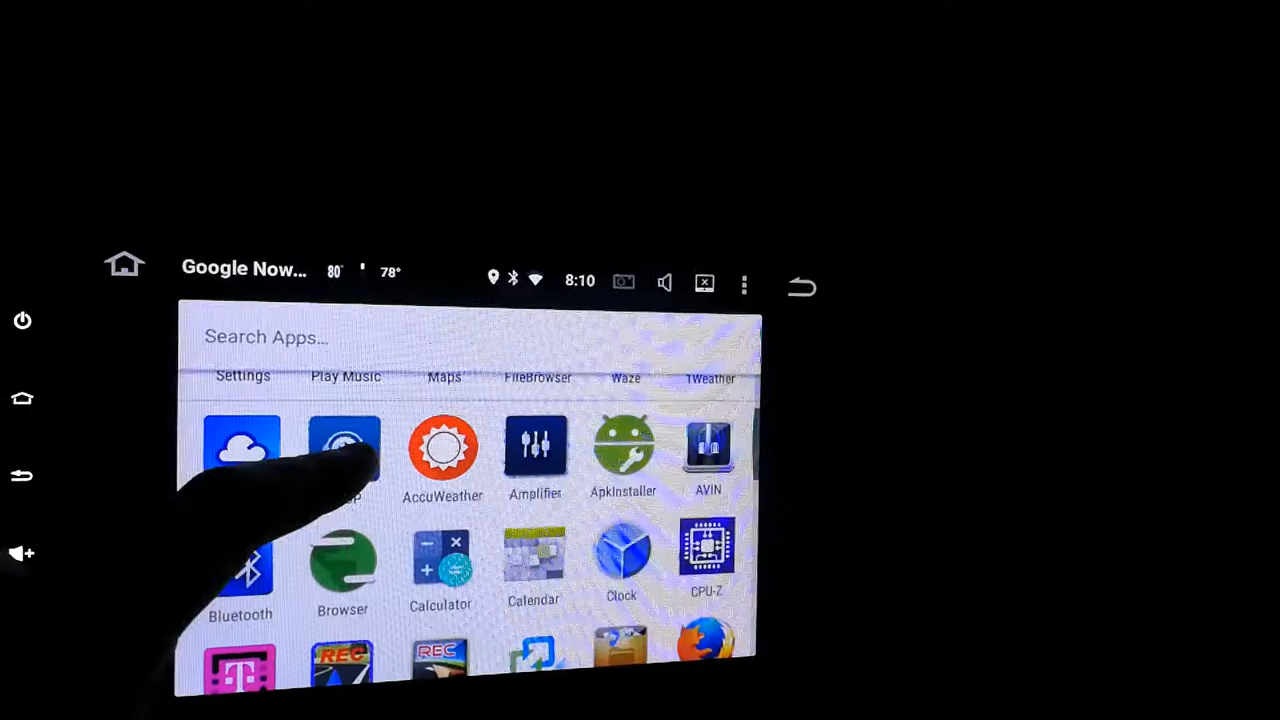 Google Now... 80° 78° 8:10
Search Apps...
Settings Play Music Maps FileBrowser Waze 1Weather
AccuWeather Amplifier ApkInstaller AVIN
Bluetooth Browser Calculator Calendar Clock CPU-Z
T REC REC